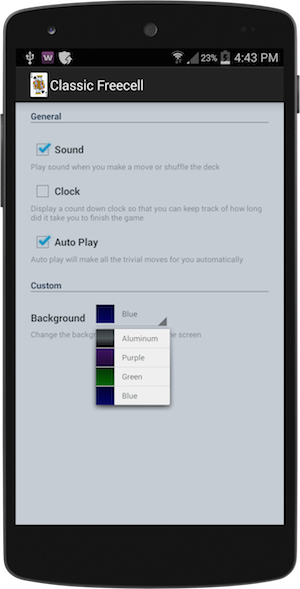 W
23%
4:43 PM
Classic Freecell
General
Sound
Play sound when you make a move or shuffle the deck
Clock
Display a count down clock so that you can keep track of how long
did it take you to finish the game
Auto Play
Auto play will make all the trivial moves for you automatically
Custom
Background
Blue
Change the backg
e screen
Aluminum
Purple
Green
Blue